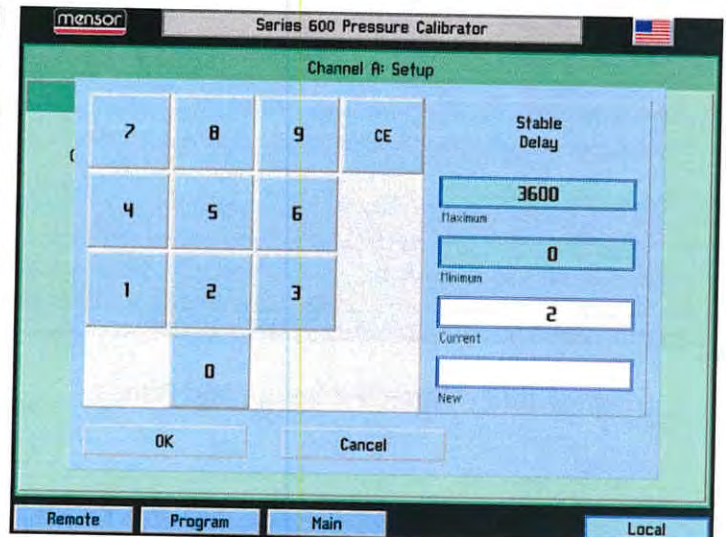 mensor
Series 600 Pressure Calibrator
Channel A: Setup
7 8 9 CE
4 5 6
1 2 3
0
Stable
Delay
3600
Maximum
0
Minimum
2
Current
New
OK Cancel
Remote Program Main Local